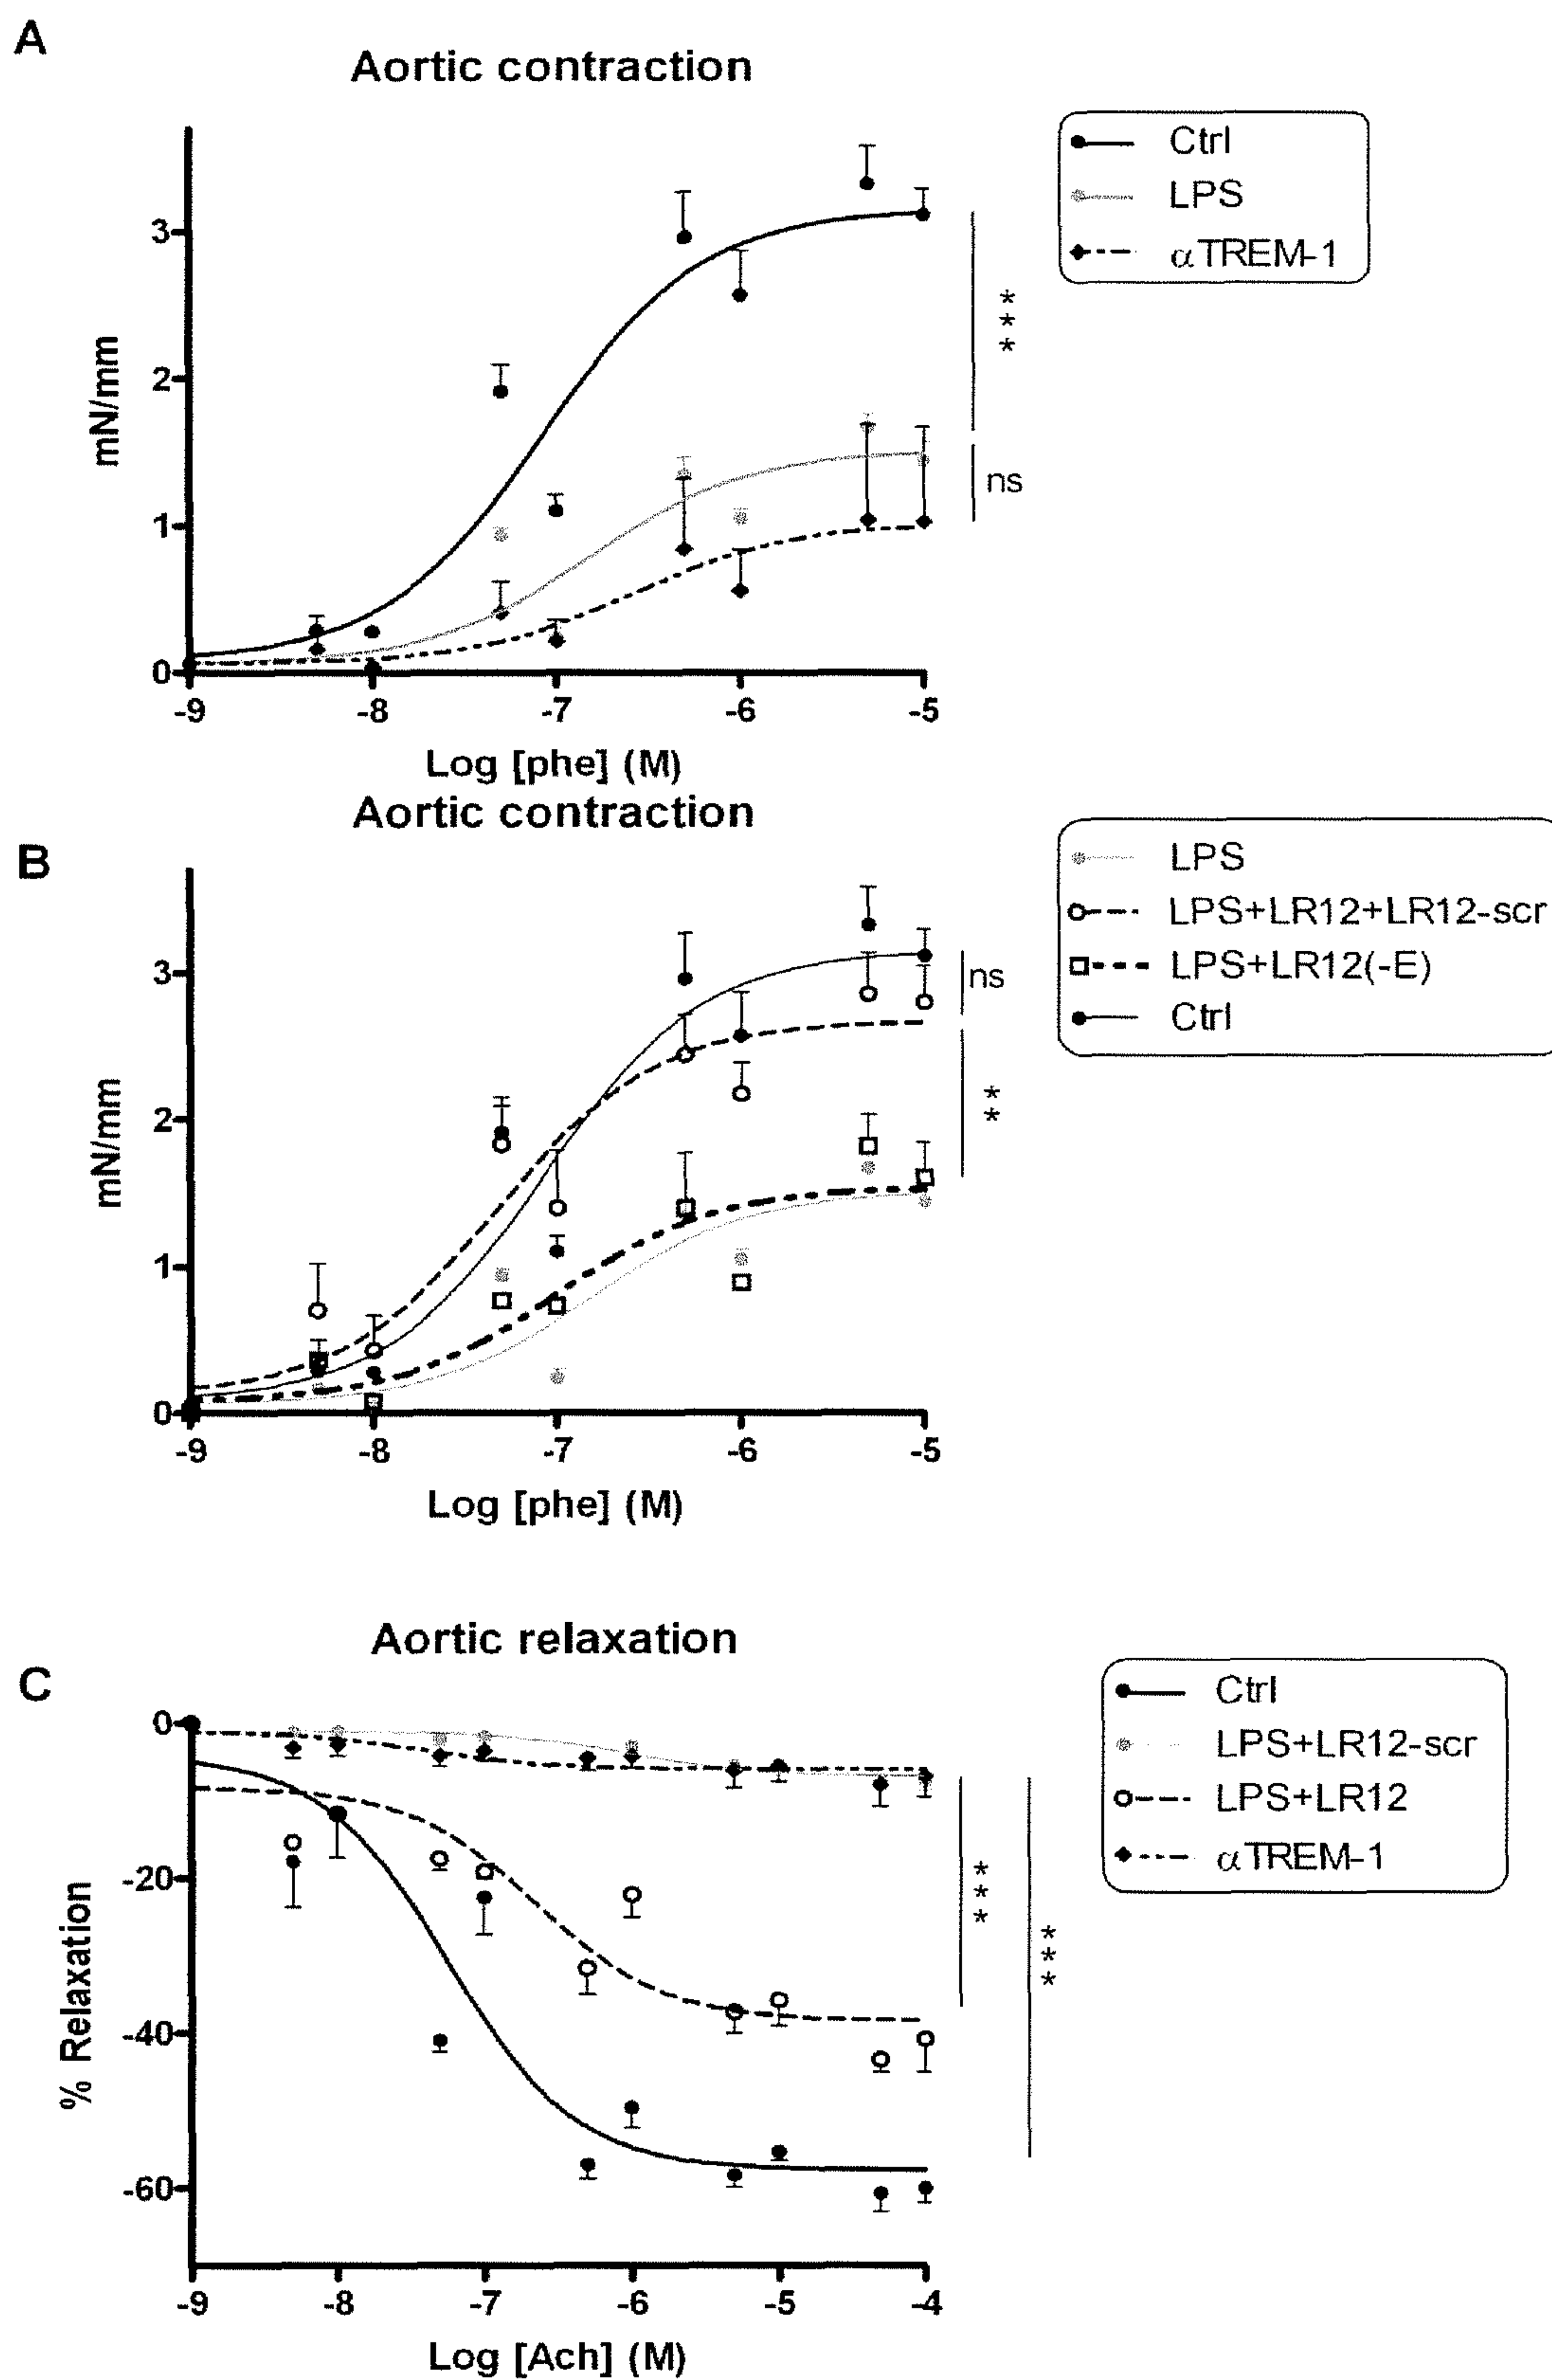 A
Aortic contraction
Ctrl
LPS
αTREM-1
3
2
1
0
mN/mm
***
ns
-9 -8 -7 -6 -5
Log [phe] (M)
Aortic contraction
B
LPS
LPS+LR12+LR12-scr
LPS+LR12(-E)
Ctrl
3
2
1
0
mN/mm
ns
**
-9 -8 -7 -6 -5
Log [phe] (M)
Aortic relaxation
C
Ctrl
LPS+LR12-scr
LPS+LR12
αTREM-1
0
-20
-40
-60
% Relaxation
***
***
-9 -8 -7 -6 -5 -4
Log [Ach] (M)